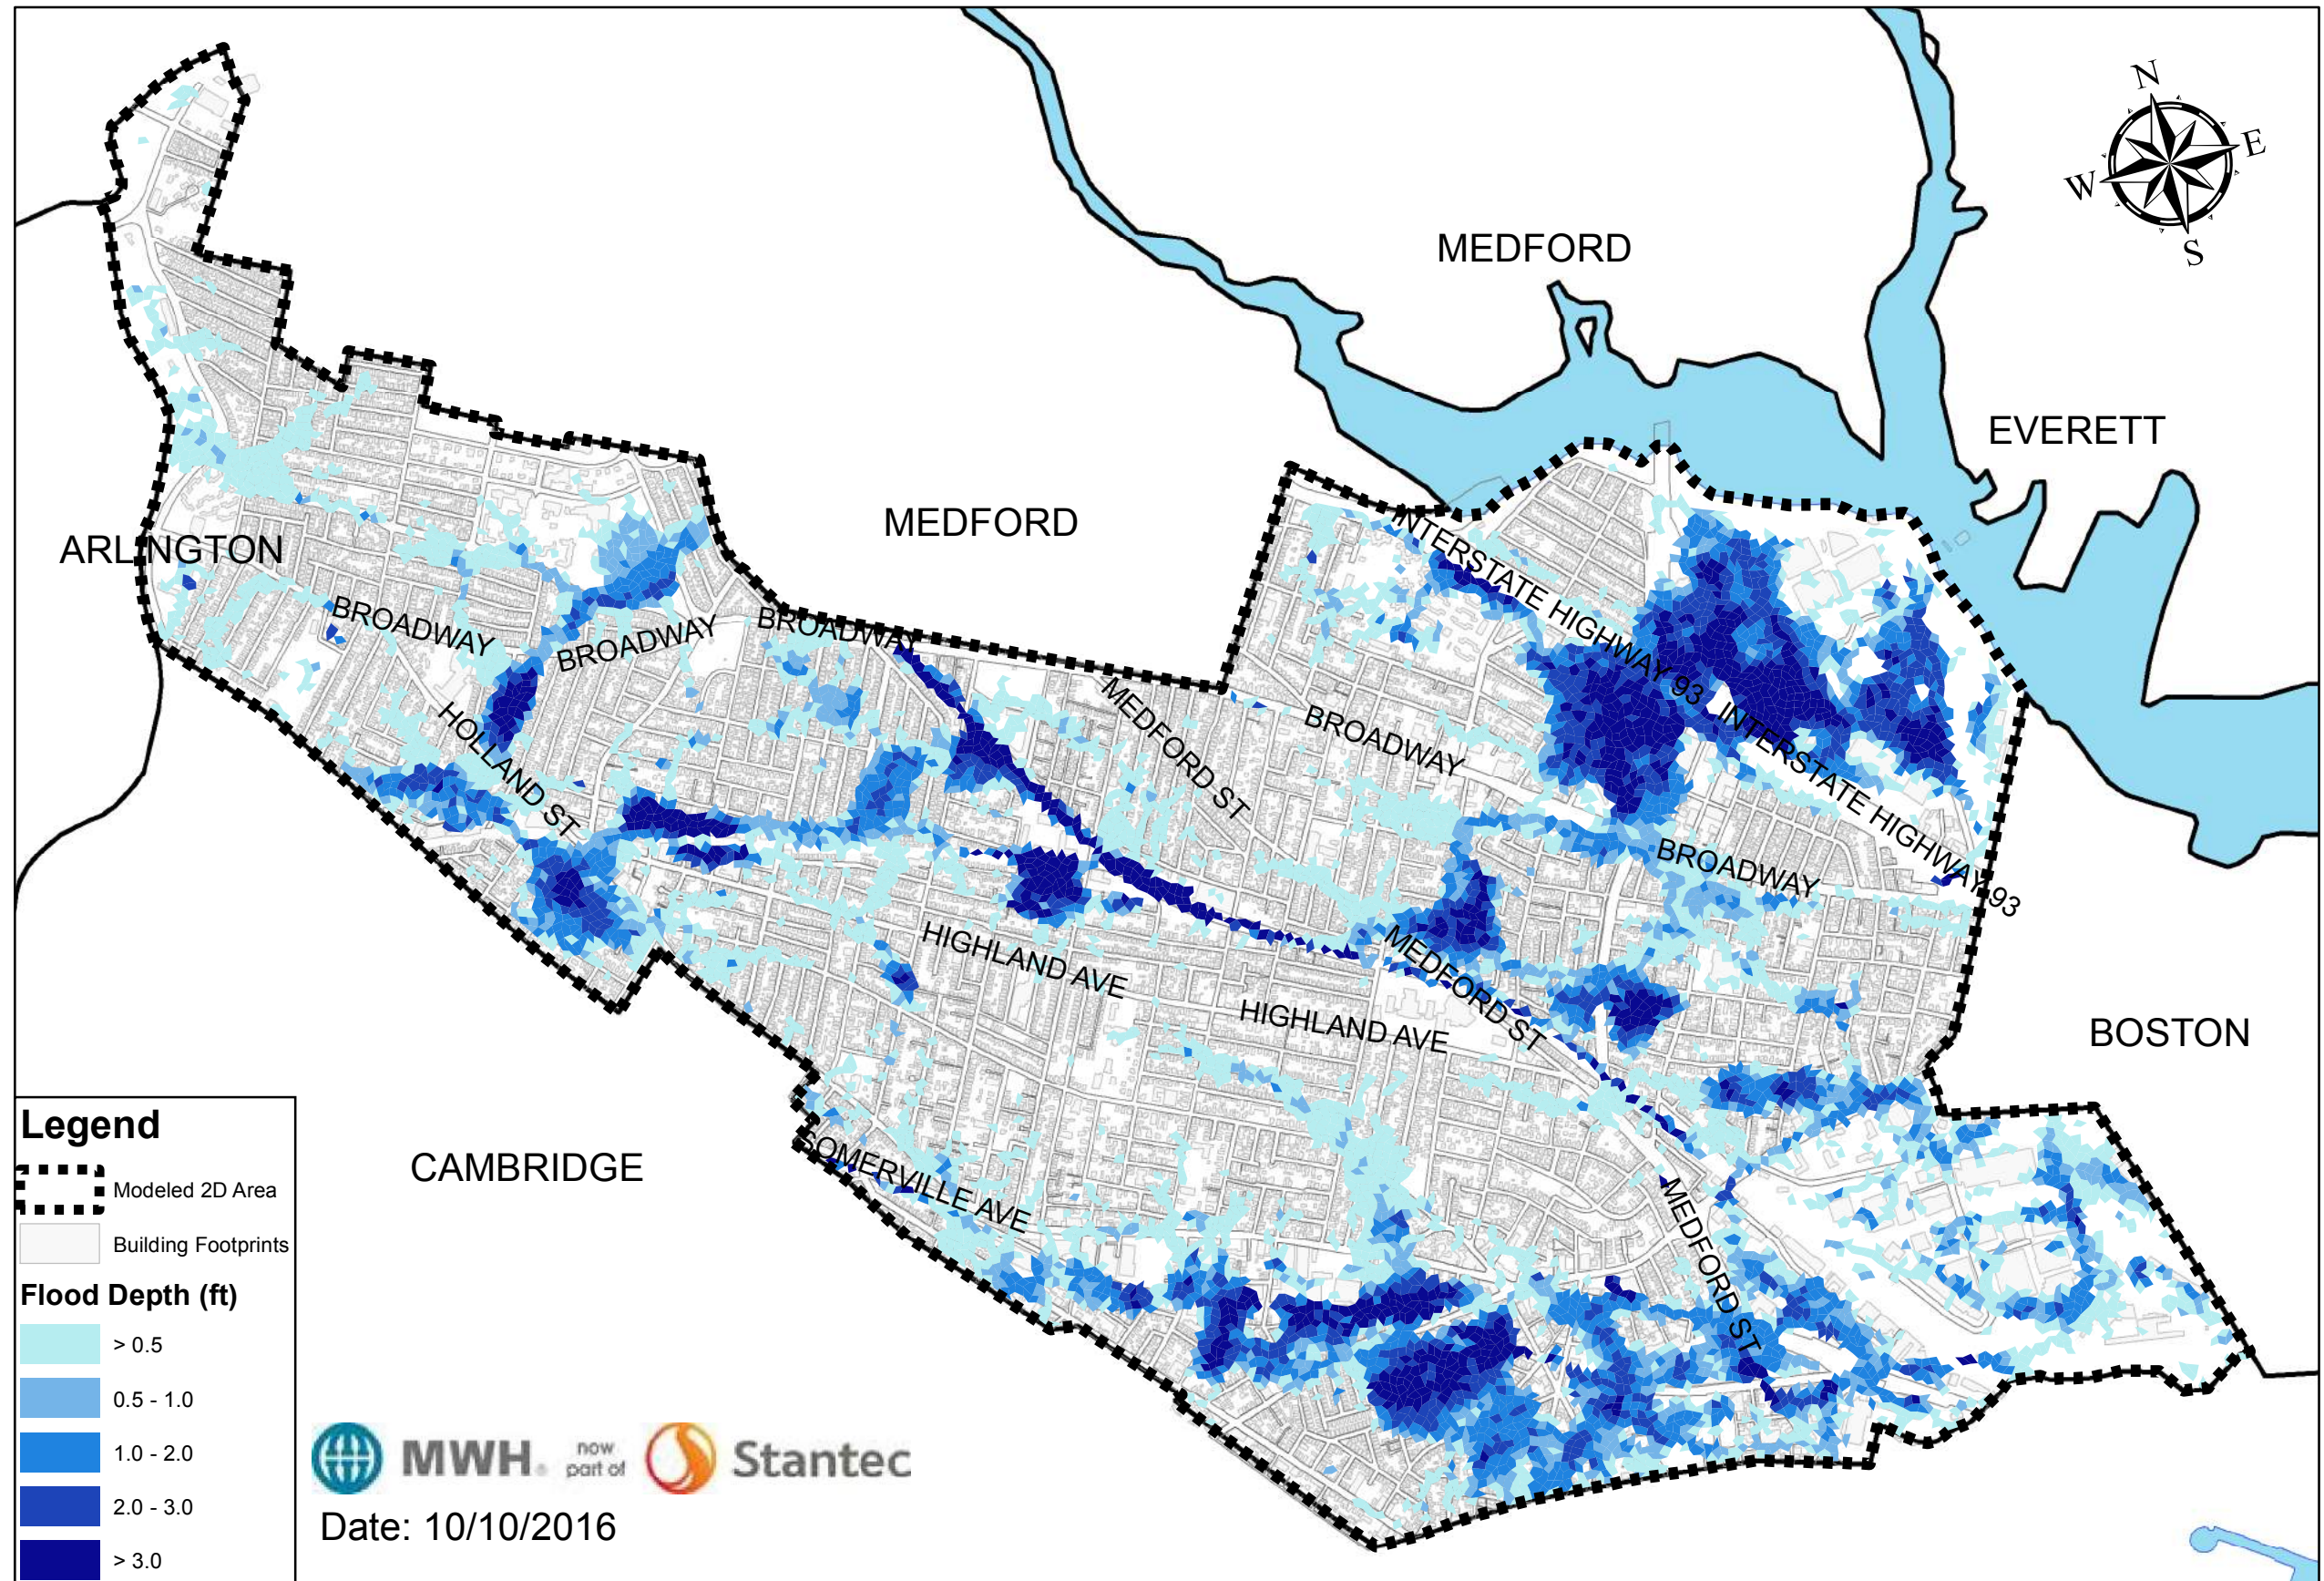 N
E
W
S
MEDFORD
EVERETT
MEDFORD
ARLINGTON
INTERSTATE HIGHWAY 93
BROADWAY
BROADWAY
BROADWAY
MEDFORD ST
HOLLAND ST
BROADWAY
INTERSTATE HIGHWAY 93
BROADWAY
HIGHLAND AVE
MEDFORD ST
HIGHLAND AVE
BOSTON
CAMBRIDGE
SOMERVILLE AVE
MEDFORD ST
Legend
Modeled 2D Area
Building Footprints
Flood Depth (ft)
> 0.5
0.5 - 1.0
1.0 - 2.0
2.0 - 3.0
> 3.0
MWH® now part of Stantec
Date: 10/10/2016